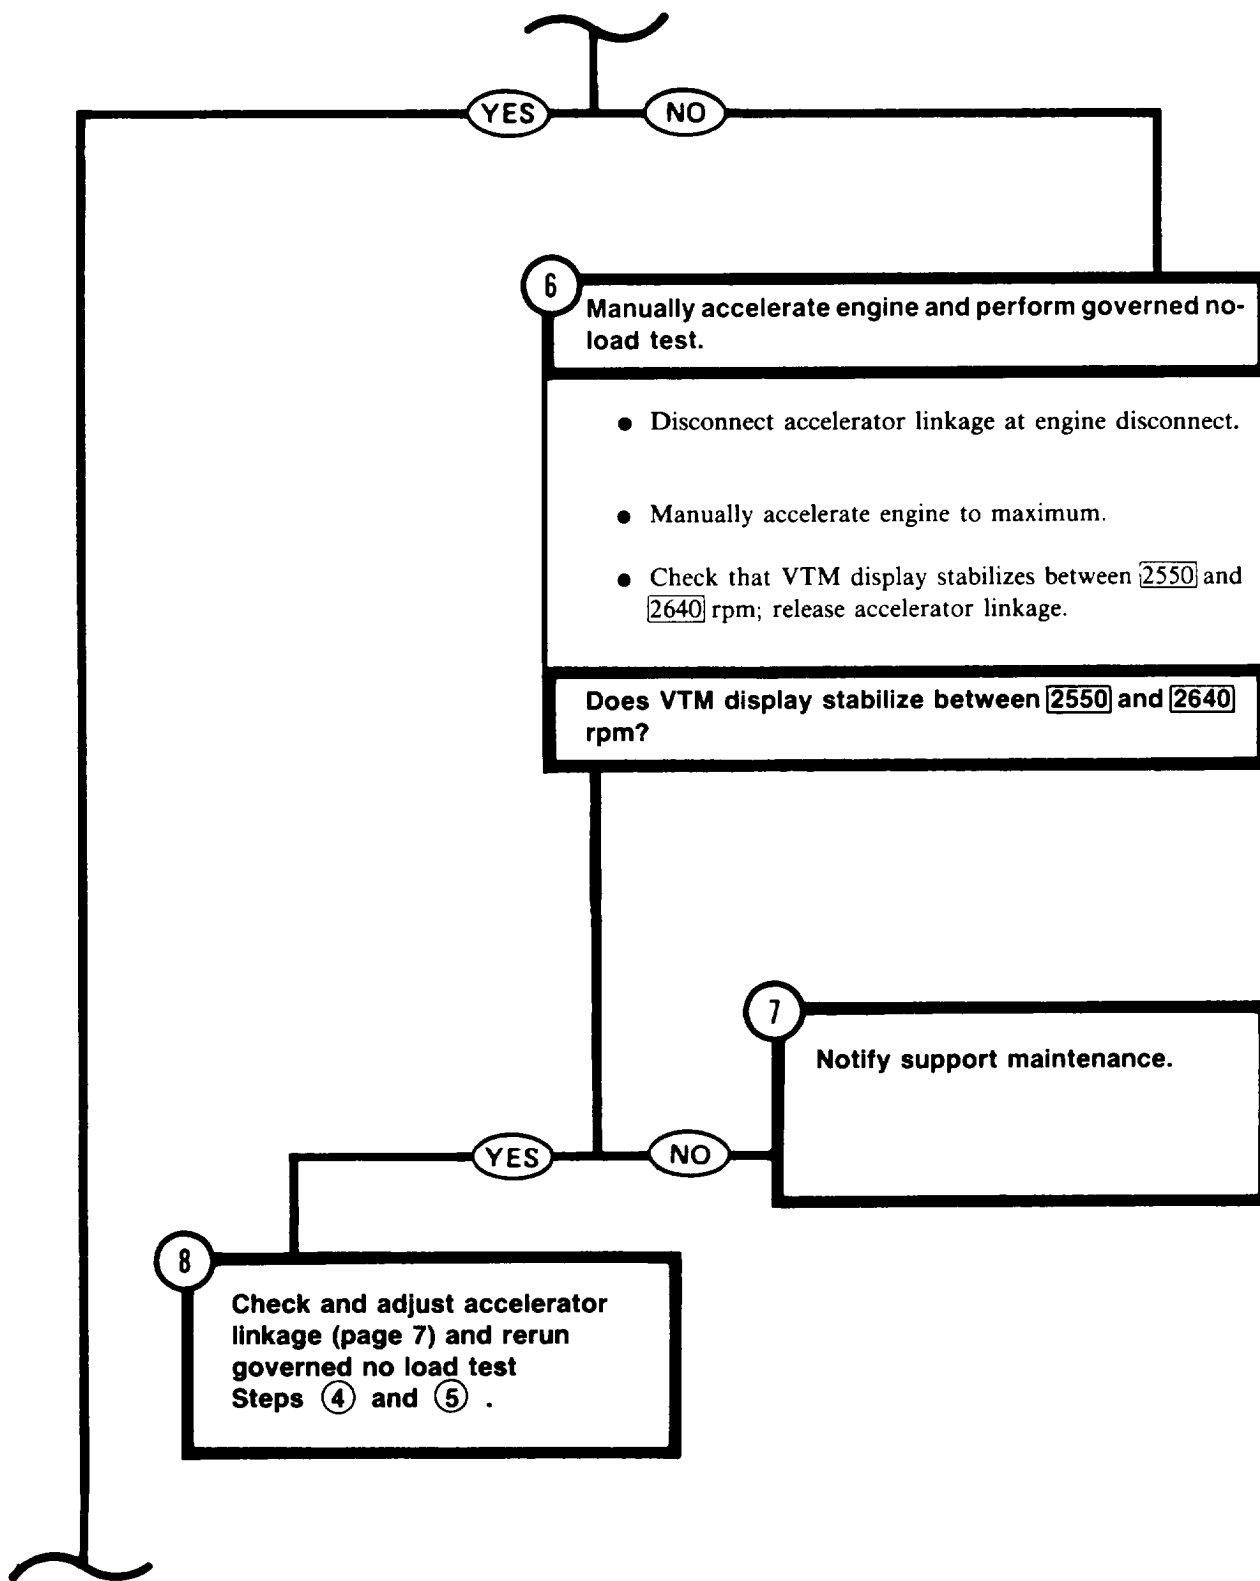 YES
NO
6
Manually accelerate engine and perform governed no-
load test.
● Disconnect accelerator linkage at engine disconnect.
● Manually accelerate engine to maximum.
● Check that VTM display stabilizes between 2550 and
2640 rpm; release accelerator linkage.
Does VTM display stabilize between 2550 and 2640
rpm?
7
Notify support maintenance.
YES
NO
8
Check and adjust accelerator
linkage (page 7) and rerun
governed no load test
Steps 4 and 5 .